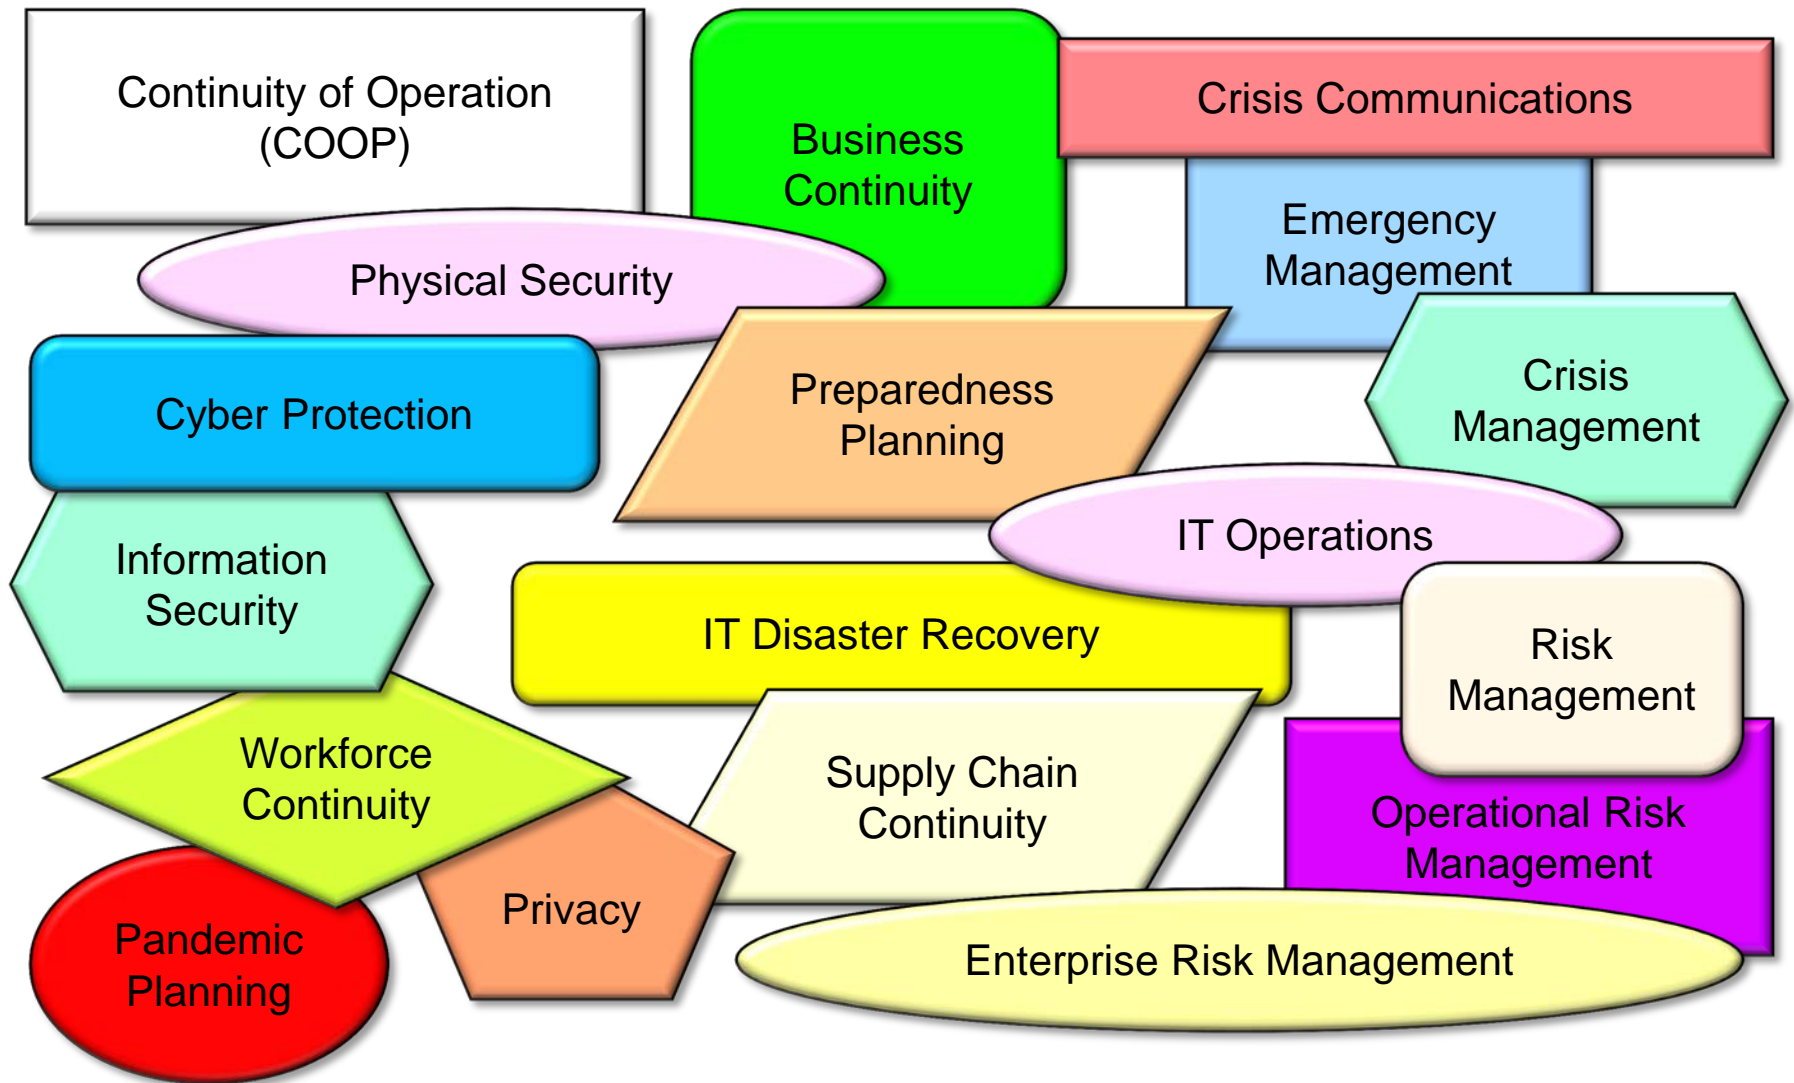 Continuity of Operation
(COOP)
Business
Continuity
Crisis Communications
Emergency
Management
Physical Security
Cyber Protection
Preparedness
Planning
Crisis
Management
Information
Security
IT Operations
IT Disaster Recovery
Risk
Management
Workforce
Continuity
Supply Chain
Continuity
Operational Risk
Management
Privacy
Pandemic
Planning
Enterprise Risk Management